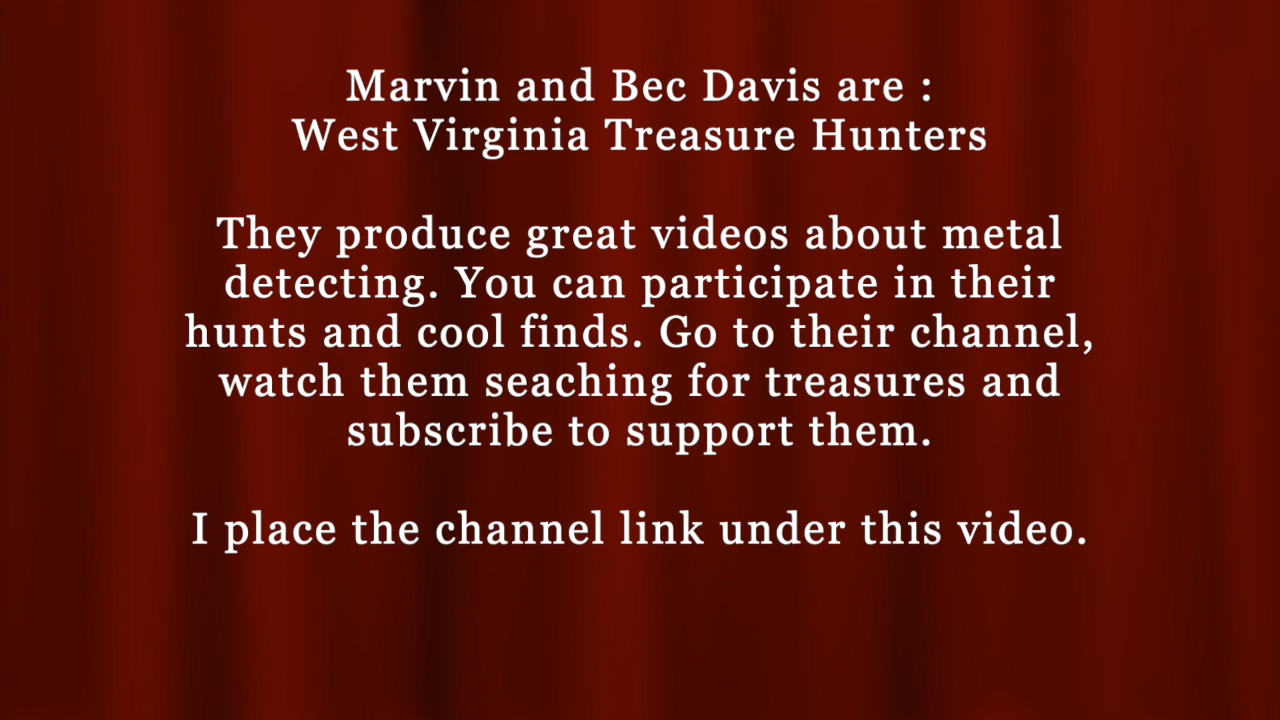 Marvin and Bec Davis are :
West Virginia Treasure Hunters
They produce great videos about metal
detecting. You can participate in their
hunts and cool finds. Go to their channel,
watch them seaching for treasures and
subscribe to support them.
I place the channel link under this video.